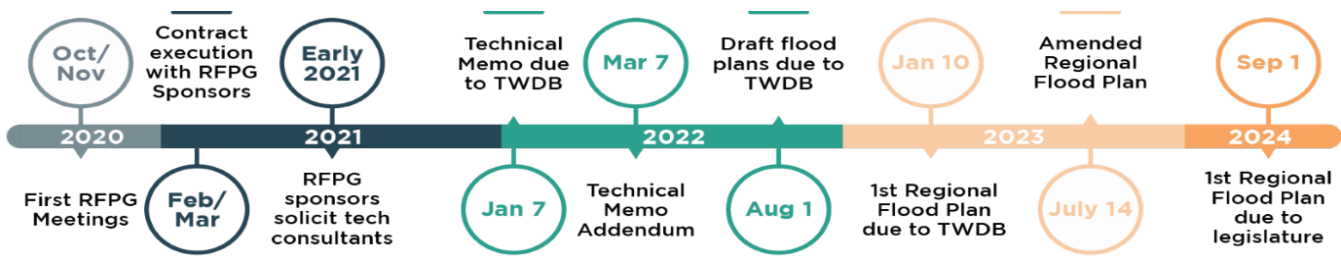 Oct/
Nov
Contract
execution
with RFPG
Sponsors
Early
2021
Technical
Memo due
to TWDB
Mar 7
Draft flood
plans due to
TWDB
Jan 10
Amended
Regional
Flood Plan
Sep 1
2020
2021
2022
2023
2024
First RFPG
Meetings
Feb/
Mar
RFPG
sponsors
solicit tech
consultants
Jan 7
Technical
Memo
Addendum
Aug 1
1st Regional
Flood Plan
due to TWDB
July 14
1st Regional
Flood Plan
due to
legislature